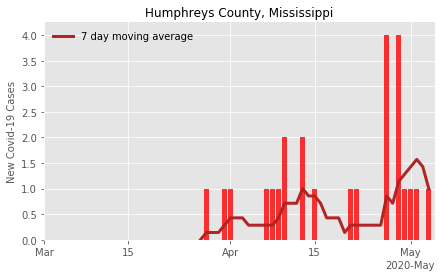 Humphreys County, Mississippi
7 day moving average
New Covid-19 Cases
4.0
3.5
3.0
2.5
2.0
1.5
1.0
0.5
0.0
Mar
15
Apr
15
May
2020-May